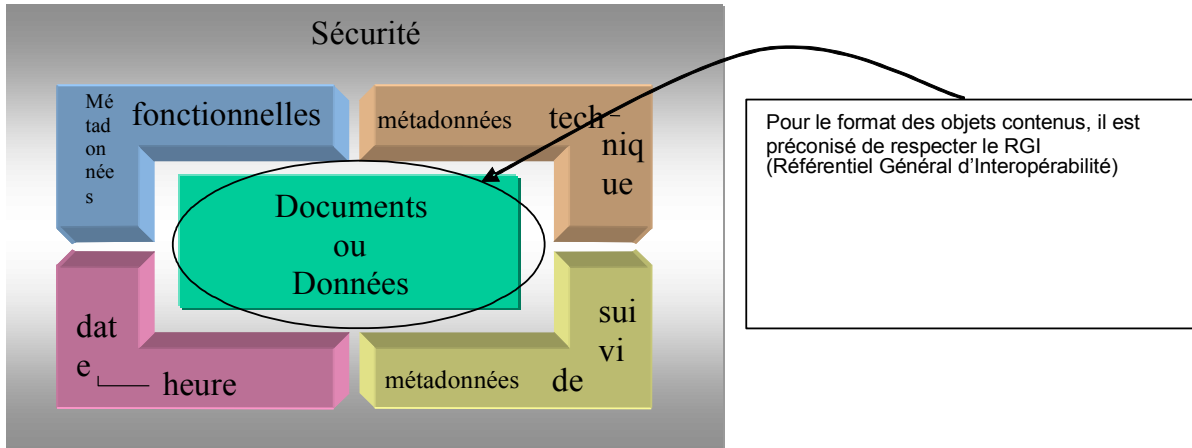 Sécurité
Mé
tad
on
née
s
fonctionnelles
métadonnées
tech-
niq
ue
Documents
ou
Données
dat
e
heure
métadonnées
de
sui
vi
Pour le format des objets contenus, il est
préconisé de respecter le RGI
(Référentiel Général d’Interopérabilité)